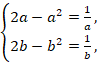 2a − a² = 1/a,
2b − b² = 1/b,